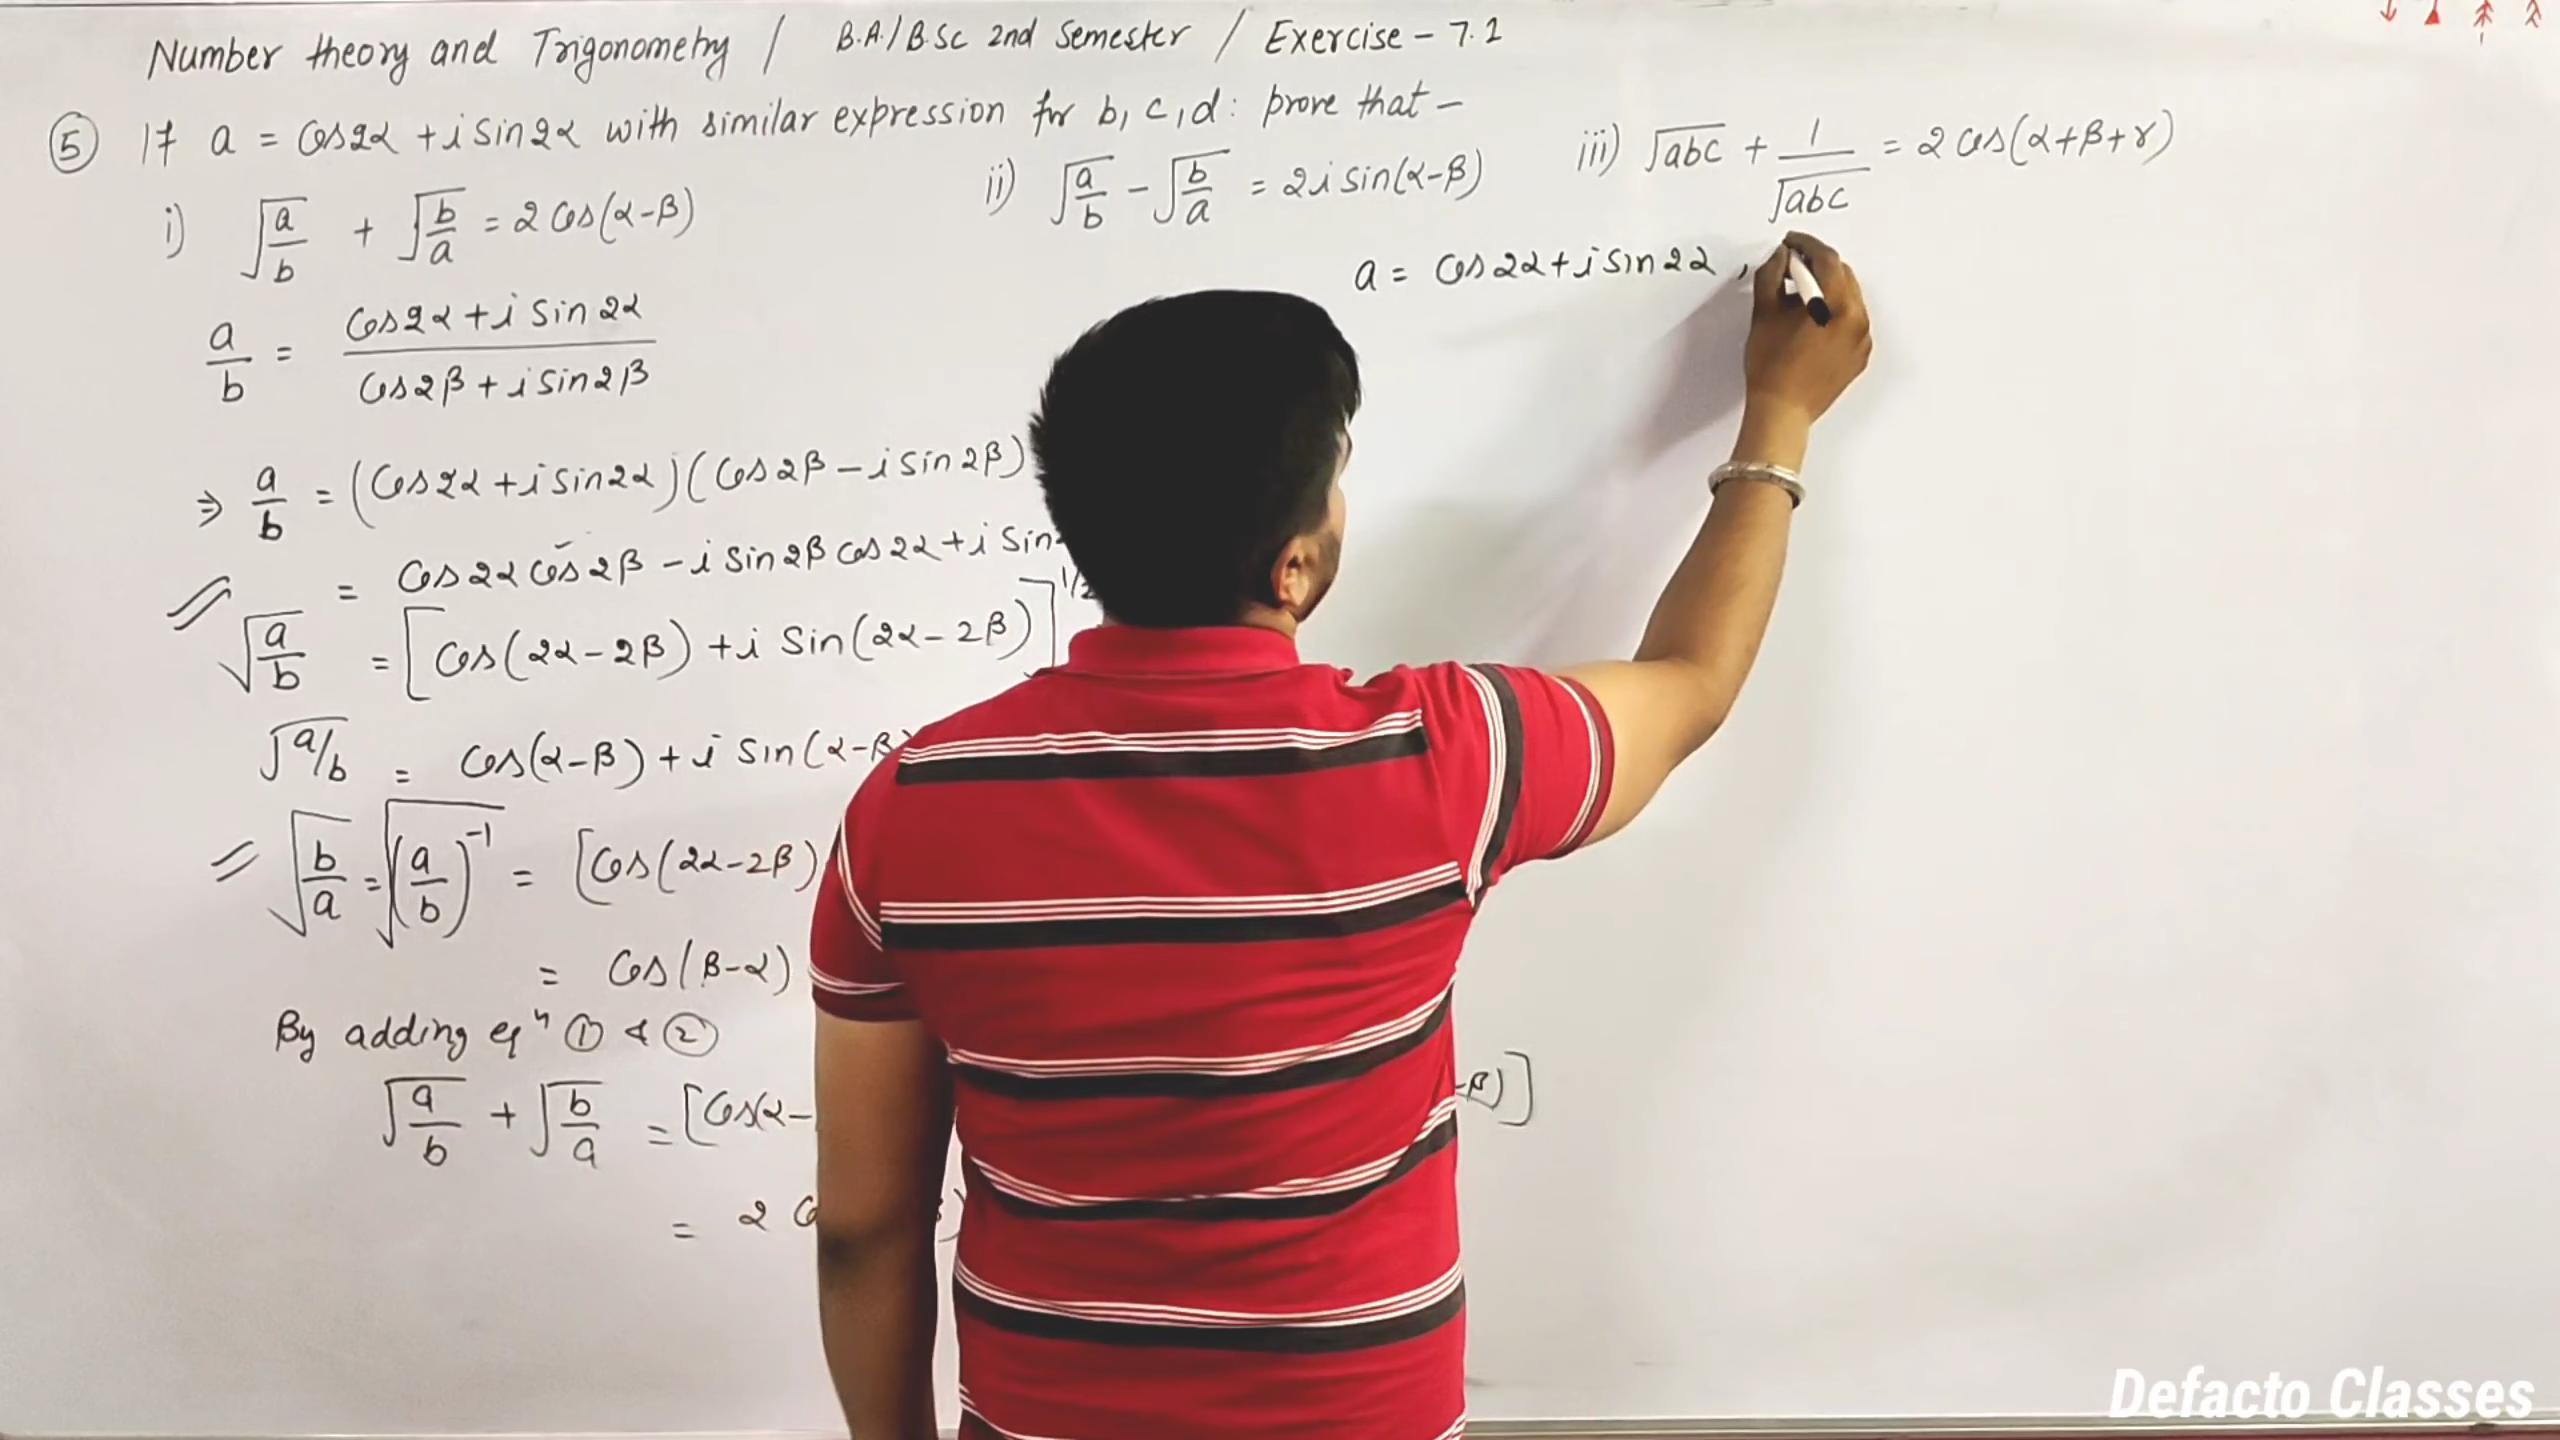 Number theory and Trigonometry / B.A./B.Sc 2nd Semester / Exercise - 7.1
⑤ If a = Cos2α + i Sin2α with similar expression for b, c, d: prove that -
i) √(a/b) + √(b/a) = 2 Cos(α-β)
ii) √(a/b) - √(b/a) = 2i sin(α-β)
iii) √abc + 1/√abc = 2 Cos(α+β+γ)
a/b = (Cos2α + i Sin2α)/(Cos2β + i Sin2β)
⇒ a/b = (Cos2α + i Sin2α)(Cos2β - i Sin2β)
= Cos2α Cos2β - i Sin2β Cos2α + i Sin
√(a/b) = [Cos(2α-2β) + i Sin(2α-2β)]^1/2
√a/b = Cos(α-β) + i Sin(α-β)
√(b/a) = √(a/b)^-1 = [Cos(2α-2β)
= Cos(β-α)
By adding eqⁿ ① & ②
√(a/b) + √(b/a) = [Cos(α- -β)]
= 2
a = Cos2α + i Sin2α ,
Defacto Classes